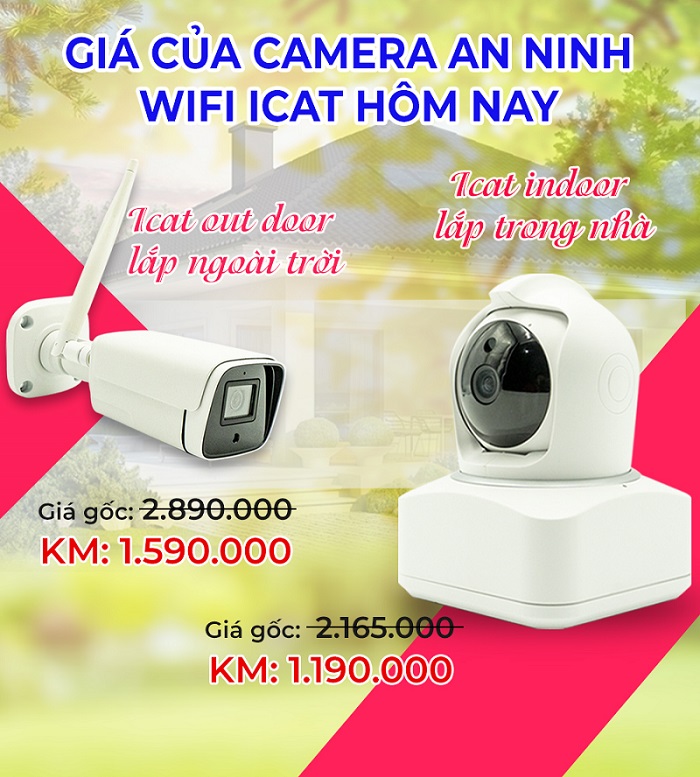 GIÁ CỦA CAMERA AN NINH
WIFI ICAT HÔM NAY
Icat out door
lắp ngoài trời
Icat indoor
lắp trong nhà
Giá gốc: 2.890.000
KM: 1.590.000
Giá gốc: 2.165.000
KM: 1.190.000